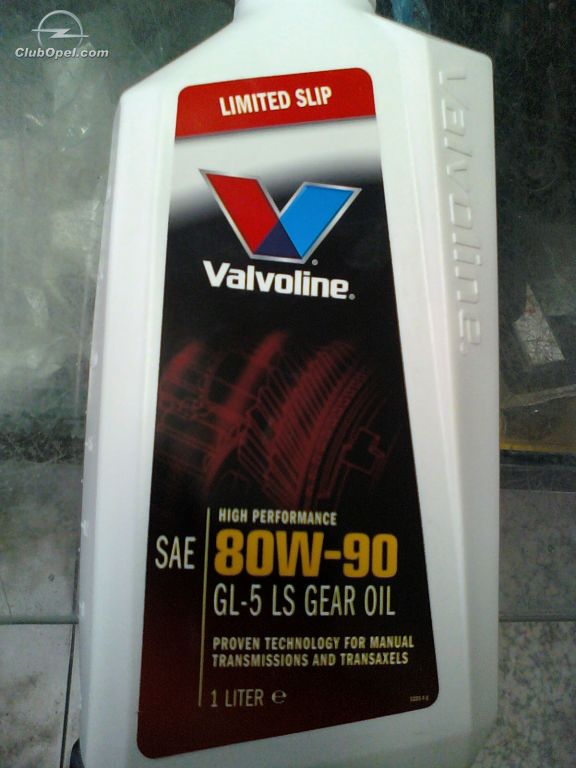 ClubOpel.com
LIMITED SLIP
Valvoline®
Valvoline®
HIGH PERFORMANCE
SAE 80W-90
GL-5 LS GEAR OIL
PROVEN TECHNOLOGY FOR MANUAL
TRANSMISSIONS AND TRANSAXELS
1 LITER ℮